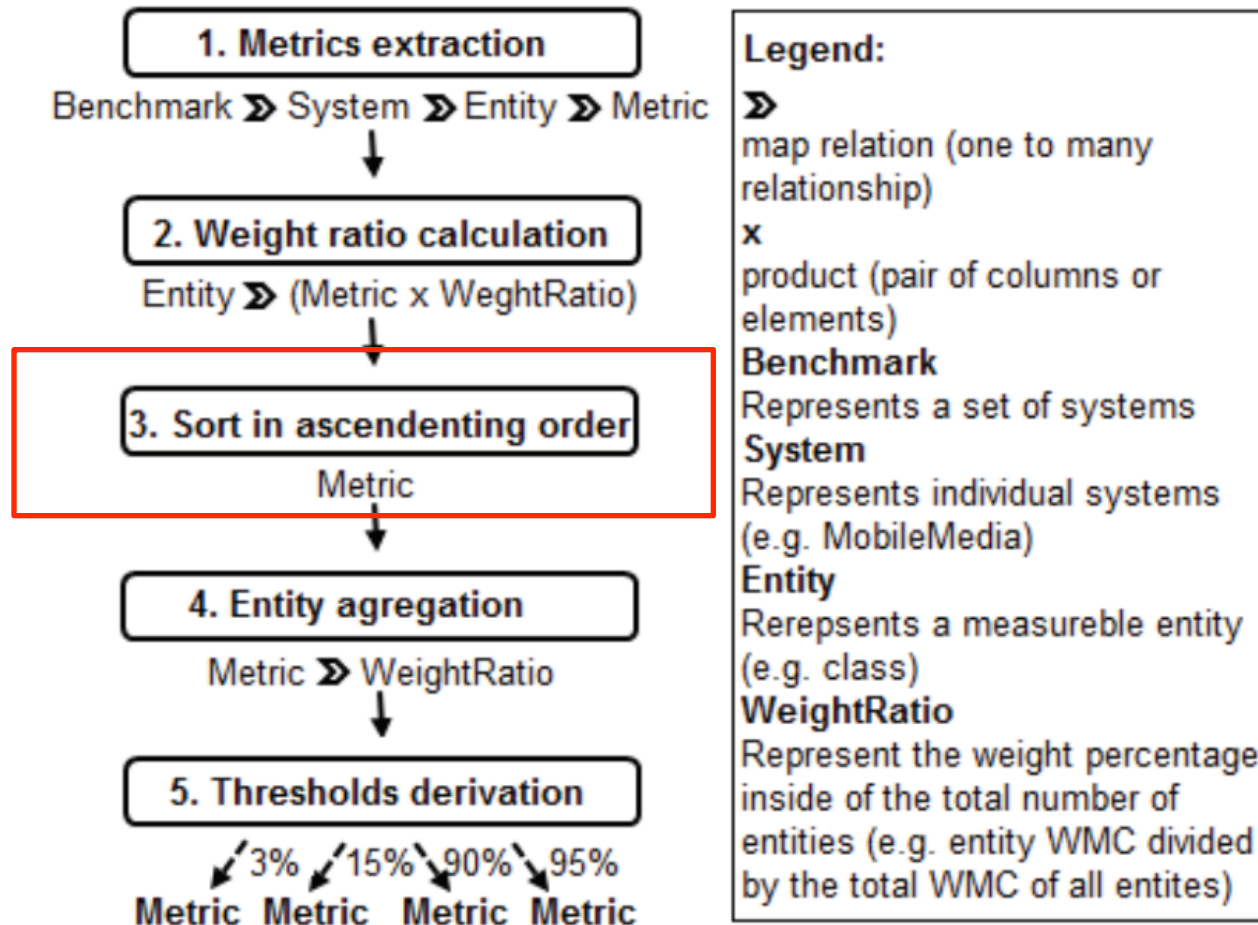 1. Metrics extraction
Benchmark ⅀ System ⅀ Entity ⅀ Metric
2. Weight ratio calculation
Entity ⅀ (Metric x WeghtRatio)
3. Sort in ascendenting order
Metric
4. Entity agregation
Metric ⅀ WeightRatio
5. Thresholds derivation
3% 15% 90% 95%
Metric Metric Metric Metric
Legend:
⅀
map relation (one to many
relationship)
x
product (pair of columns or
elements)
Benchmark
Represents a set of systems
System
Represents individual systems
(e.g. MobileMedia)
Entity
Rerepsents a measureble entity
(e.g. class)
WeightRatio
Represent the weight percentage
inside of the total number of
entities (e.g. entity WMC divided
by the total WMC of all entites)